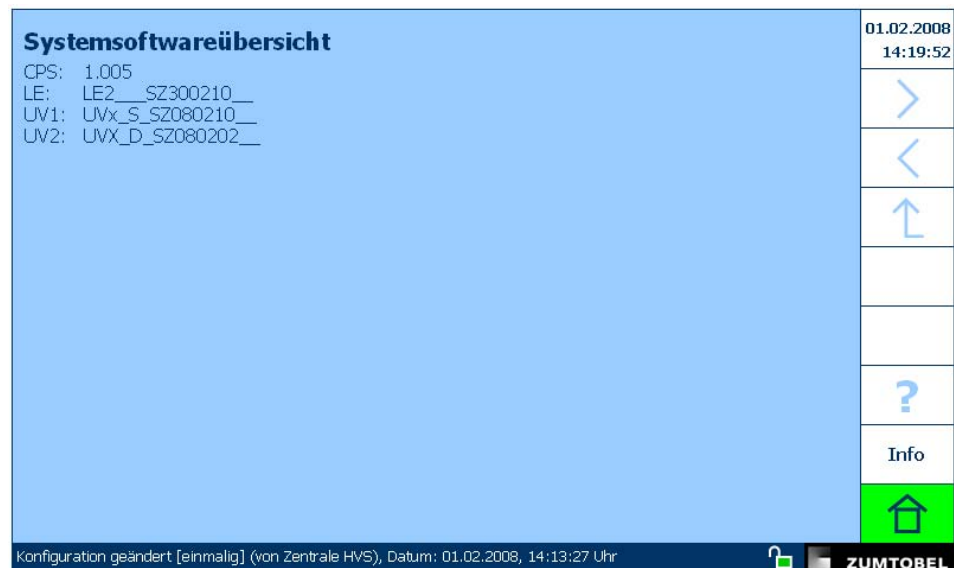 Systemsoftwareübersicht
CPS: 1.005
LE: LE2___SZ300210__
UV1: UVx_S_SZ080210__
UV2: UVX_D_SZ080202__
01.02.2008
14:19:52
?
Info
Konfiguration geändert [einmalig] (von Zentrale HVS), Datum: 01.02.2008, 14:13:27 Uhr
ZUMTOBEL